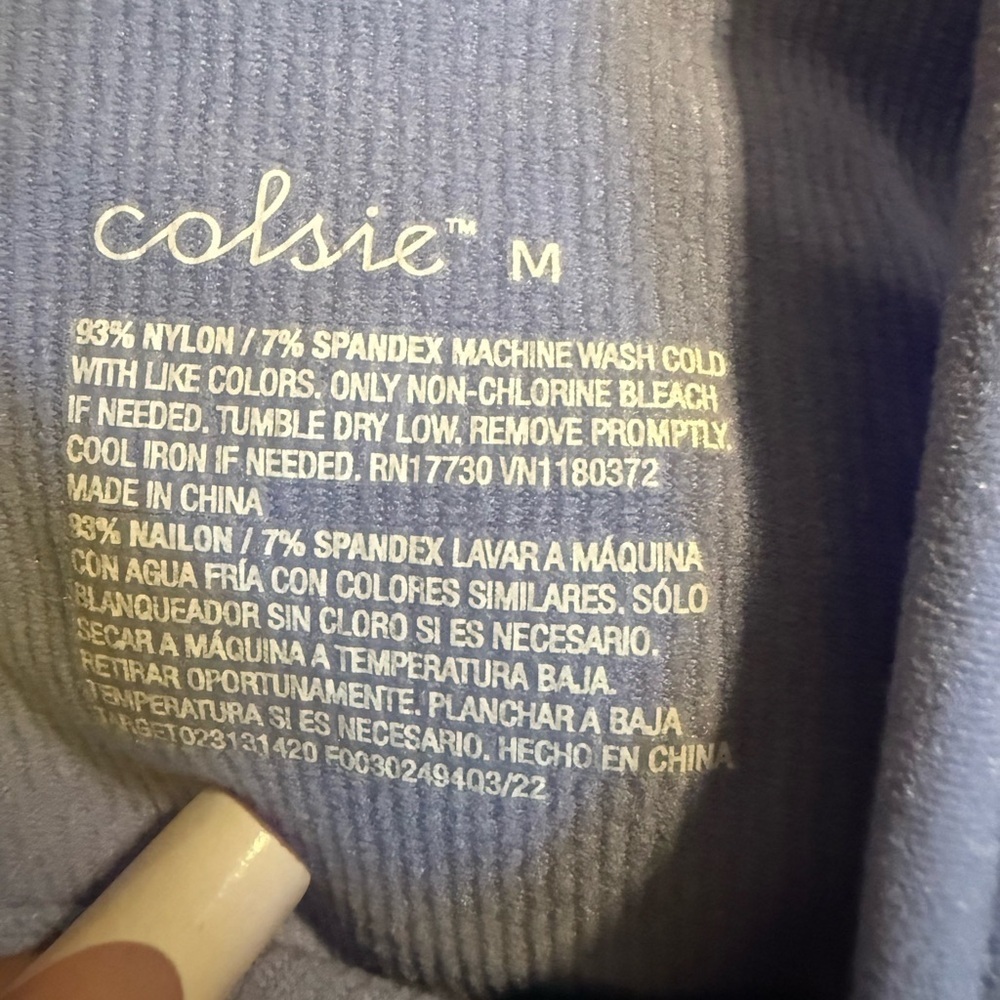 colsie™ M
93% NYLON / 7% SPANDEX MACHINE WASH COLD
WITH LIKE COLORS. ONLY NON-CHLORINE BLEACH
IF NEEDED. TUMBLE DRY LOW. REMOVE PROMPTLY.
COOL IRON IF NEEDED. RN17730 VN1180372
MADE IN CHINA
93% NAILON / 7% SPANDEX LAVAR A MÁQUINA
CON AGUA FRÍA CON COLORES SIMILARES. SÓLO
BLANQUEADOR SIN CLORO SI ES NECESARIO.
SECAR A MÁQUINA A TEMPERATURA BAJA.
RETIRAR OPORTUNAMENTE. PLANCHAR A BAJA
TEMPERATURA SI ES NECESARIO. HECHO EN CHINA
TARGET023131420 F0030249403/22